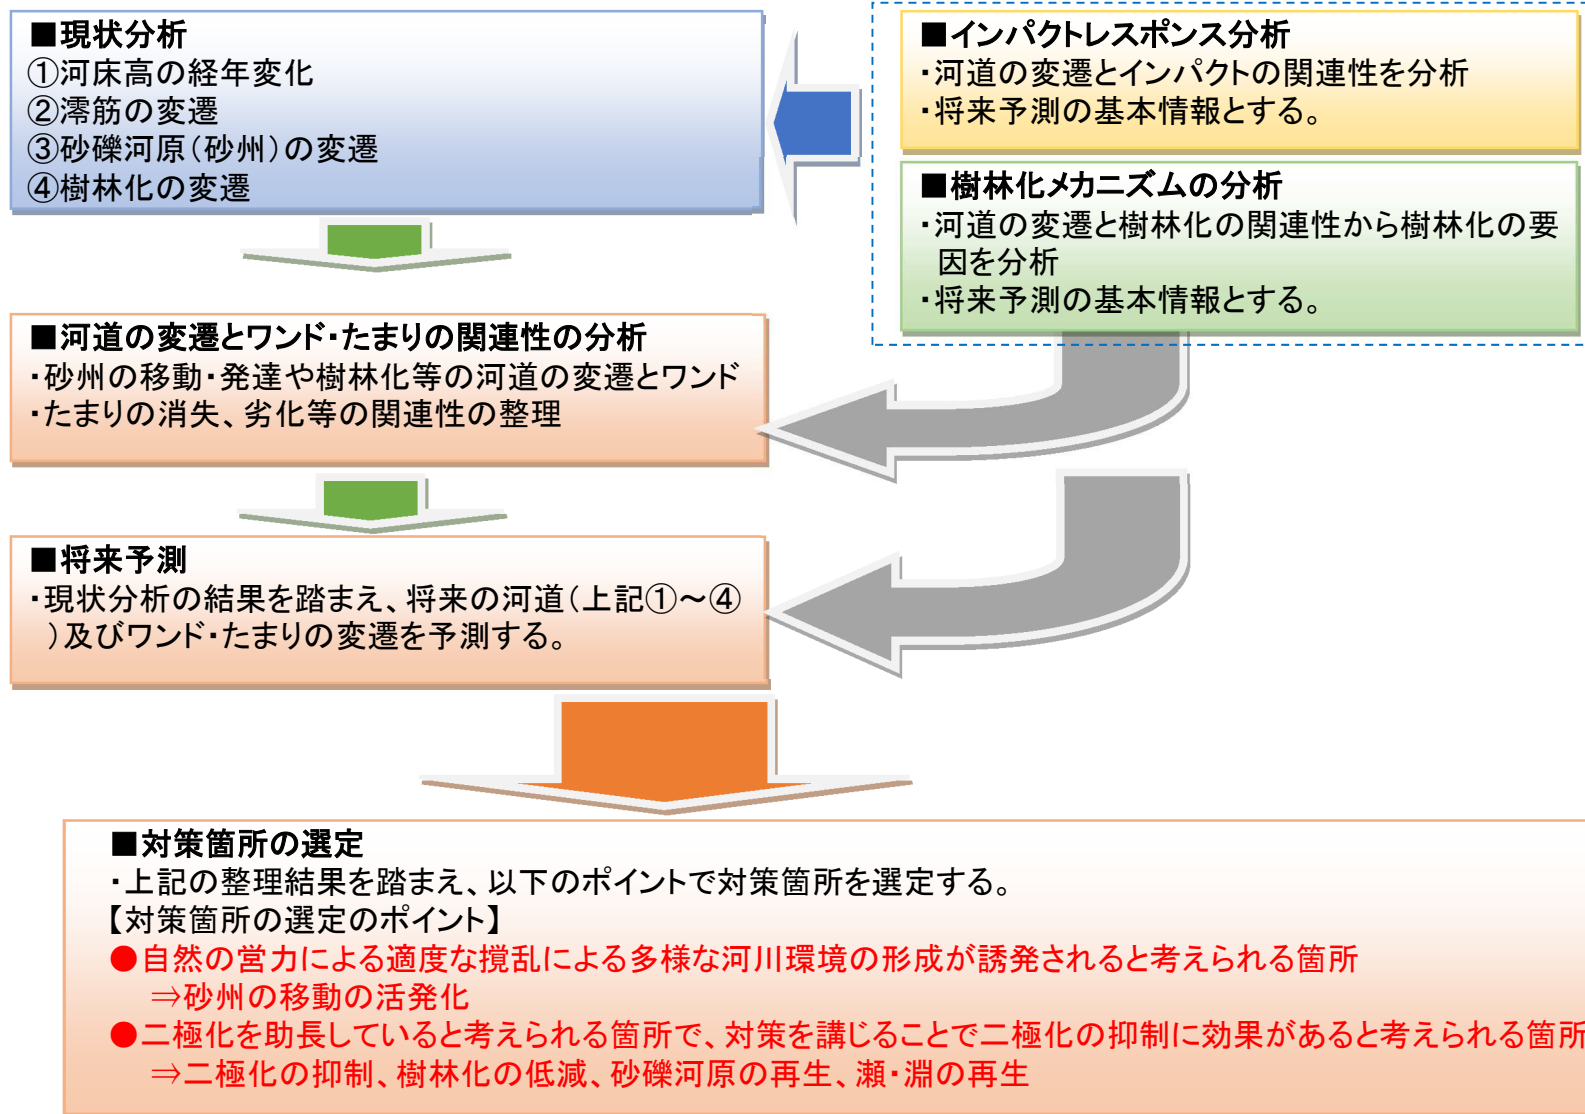 ■現状分析
①河床高の経年変化
②澪筋の変遷
③砂礫河原（砂州）の変遷
④樹林化の変遷
■インパクトレスポンス分析
・河道の変遷とインパクトの関連性を分析
・将来予測の基本情報とする。
■樹林化メカニズムの分析
・河道の変遷と樹林化の関連性から樹林化の要
因を分析
・将来予測の基本情報とする。
■河道の変遷とワンド・たまりの関連性の分析
・砂州の移動・発達や樹林化等の河道の変遷とワンド
・たまりの消失、劣化等の関連性の整理
■将来予測
・現状分析の結果を踏まえ、将来の河道（上記①～④
）及びワンド・たまりの変遷を予測する。
■対策箇所の選定
・上記の整理結果を踏まえ、以下のポイントで対策箇所を選定する。
【対策箇所の選定のポイント】
●自然の営力による適度な撹乱による多様な河川環境の形成が誘発されると考えられる箇所
⇒砂州の移動の活発化
●二極化を助長していると考えられる箇所で、対策を講じることで二極化の抑制に効果があると考えられる箇所
⇒二極化の抑制、樹林化の低減、砂礫河原の再生、瀬・淵の再生